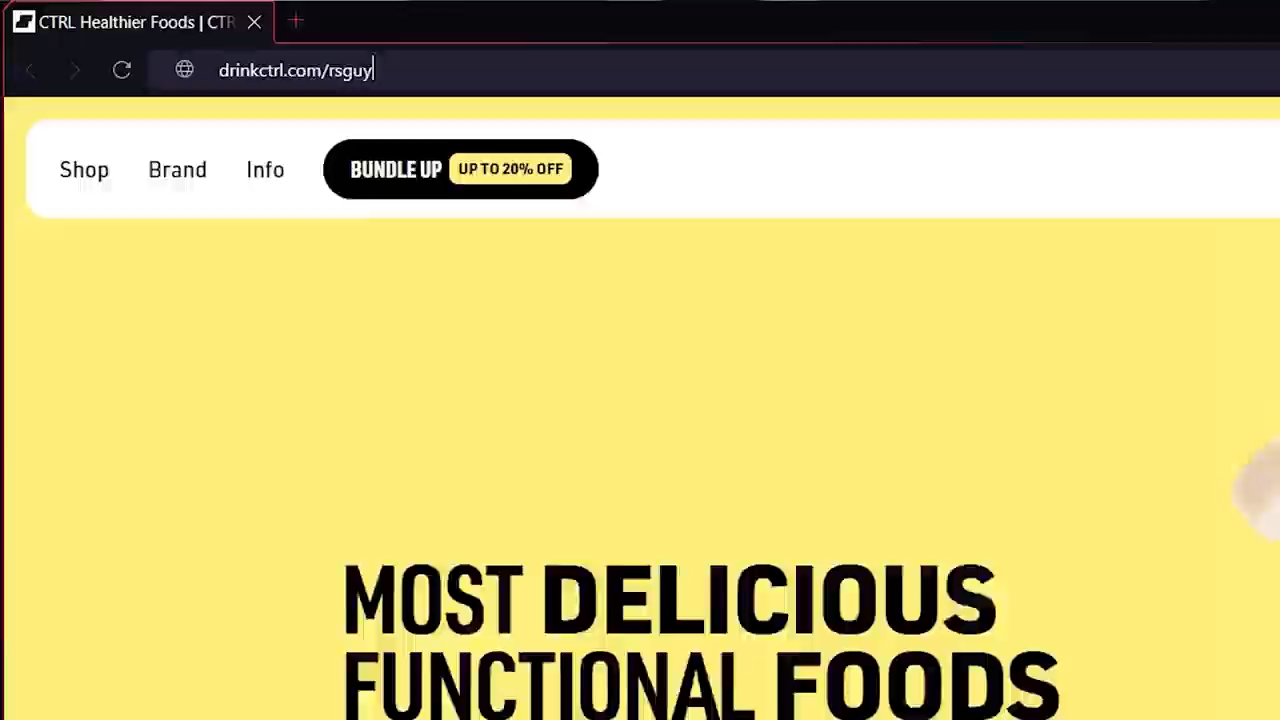 CTRL Healthier Foods | CTR
drinkctrl.com/rsguy
Shop
Brand
Info
BUNDLE UP
UP TO 20% OFF
MOST DELICIOUS
FUNCTIONAL FOODS